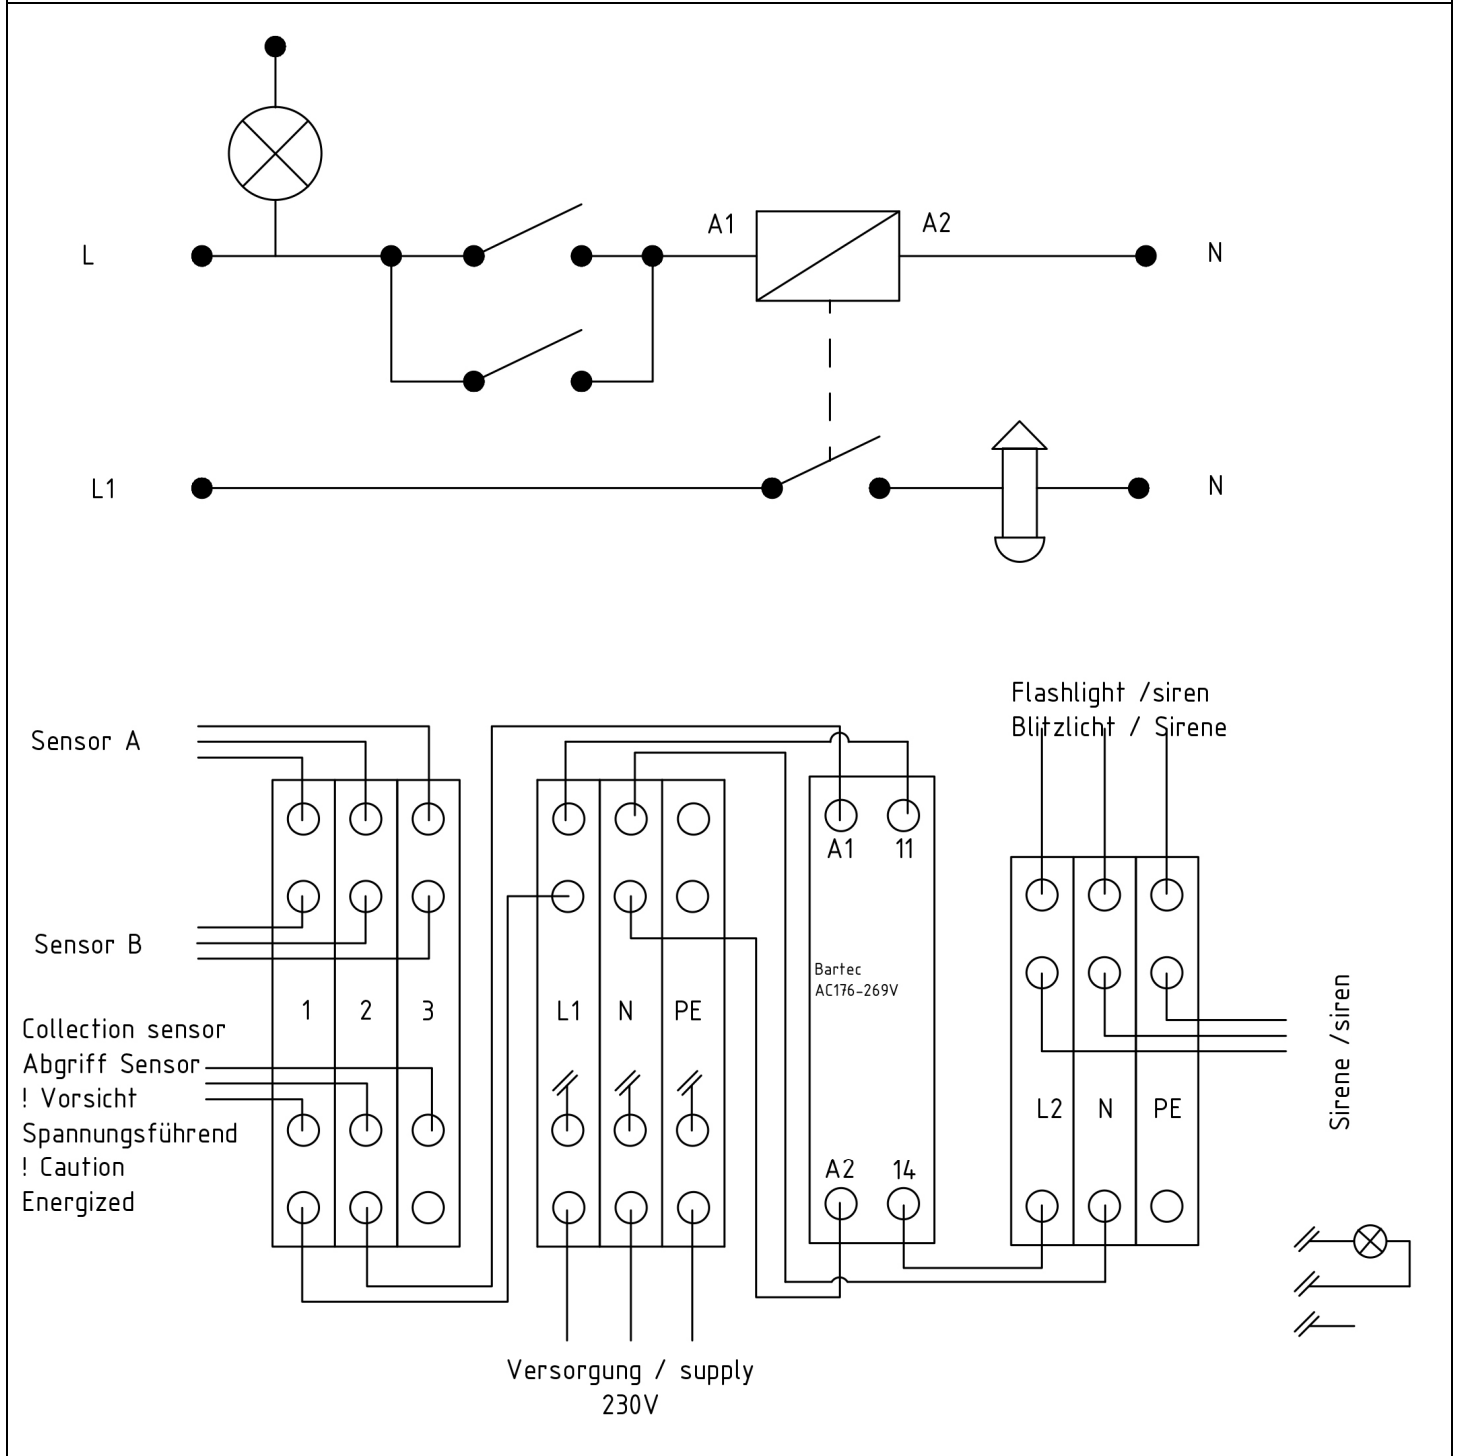 A1
A2
L
N
L1
N
Flashlight /siren
Blitzlicht / Sirene
Sensor A
A1
11
Sensor B
Bartec
AC176-269V
1
2
3
L1
N
PE
Collection sensor
Abgriff Sensor
! Vorsicht
Spannungsführend
! Caution
Energized
L2
N
PE
Sirene /siren
A2
14
Versorgung / supply
230V